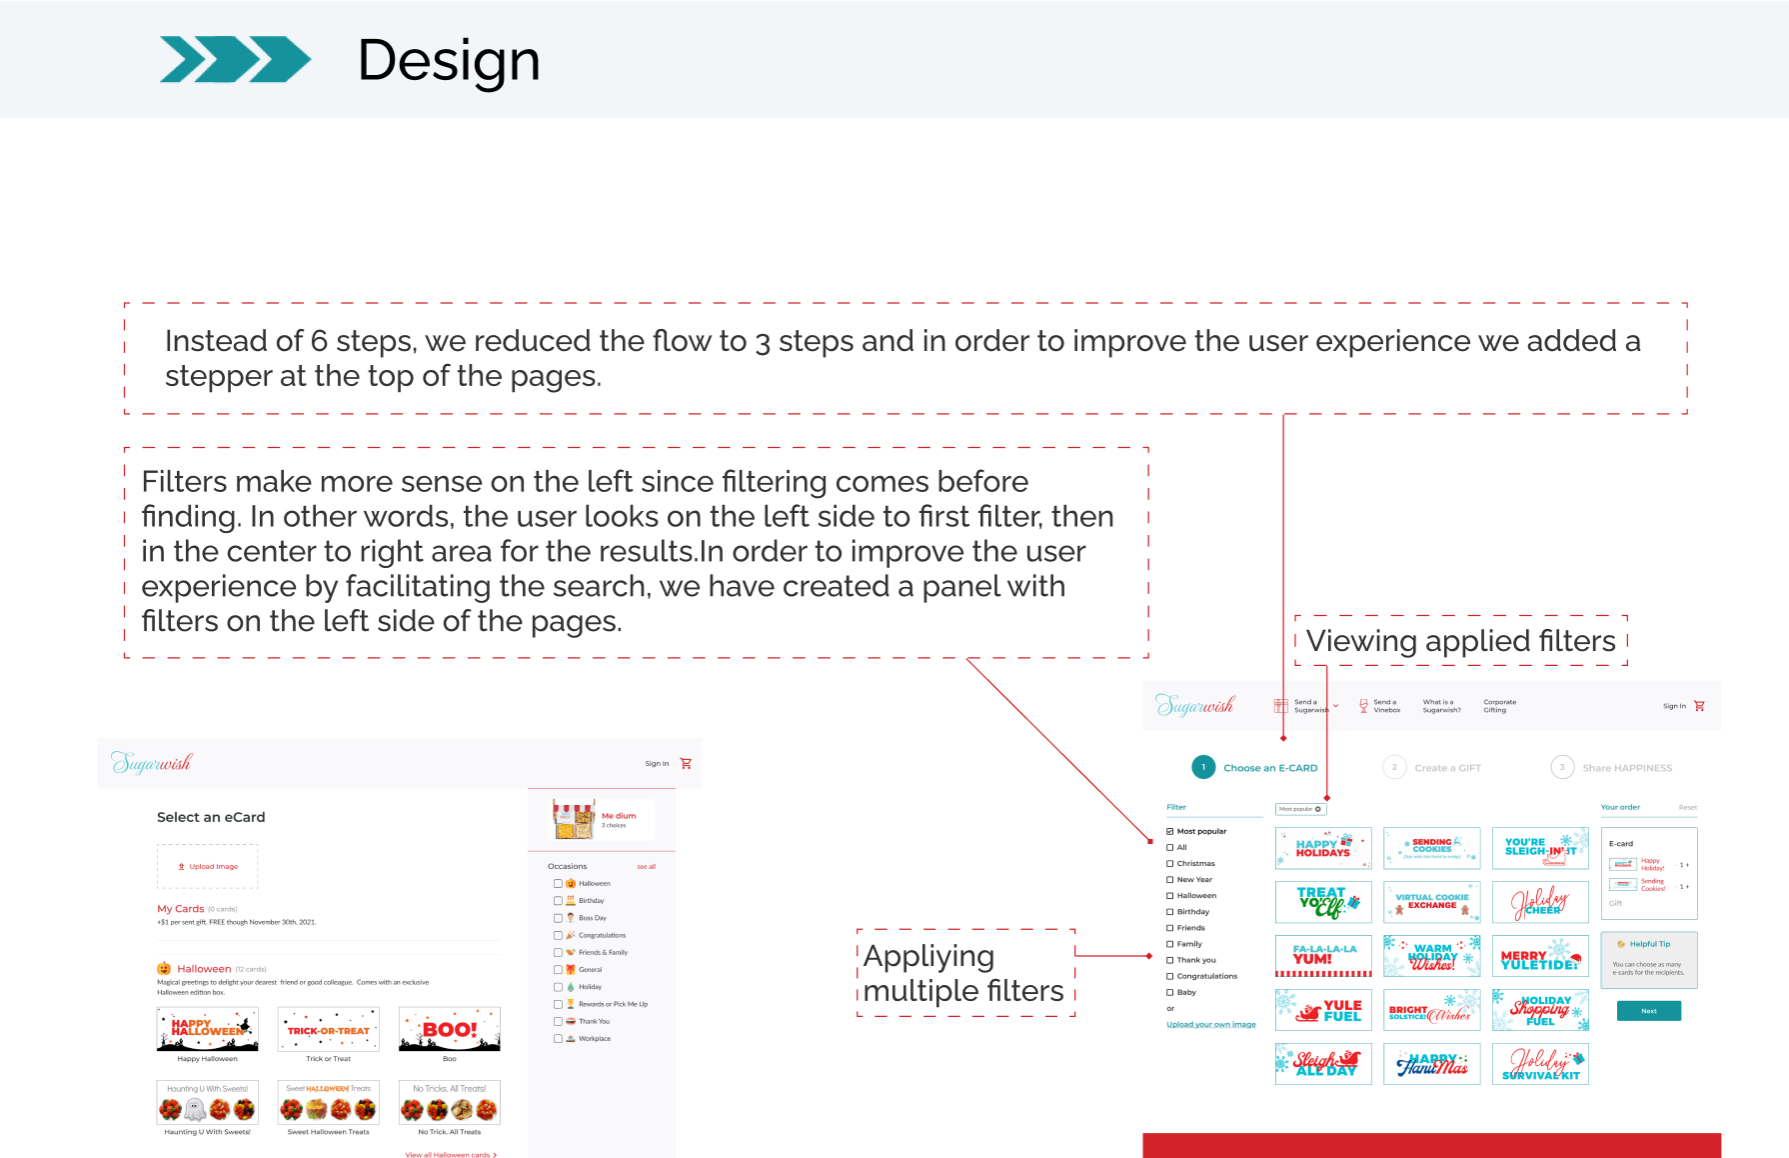 Design
Instead of 6 steps, we reduced the flow to 3 steps and in order to improve the user experience we added a
stepper at the top of the pages.
Filters make more sense on the left since filtering comes before
finding. In other words, the user looks on the left side to first filter, then
in the center to right area for the results.In order to improve the user
experience by facilitating the search, we have created a panel with
filters on the left side of the pages.
Viewing applied filters
Appliying
multiple filters
Sugarwish
Sign In
Select an eCard
Upload Image
My Cards (0 cards)
+$1 per sent gift, FREE though November 30th, 2021.
Halloween (12 cards)
Magical greetings to delight your dearest friend or good colleague. Comes with an exclusive
Halloween edition box.
HAPPY
HALLOWEEN
TRICK-OR-TREAT
BOO!
Happy Halloween
Trick or Treat
Boo
Haunting U With Sweets!
Sweet HALLOWEEN Treats
No Tricks. All Treats!
Haunting U With Sweets!
Sweet Halloween Treats
No Trick. All Treats
View all Halloween cards >
Me dium
3 choices
Occasions
see all
Halloween
Birthday
Boss Day
Congratulations
Friends & Family
General
Holiday
Rewards or Pick Me Up
Thank You
Workplace
Sugarwish
Send a
Sugarwish
Send a
Vinebox
What is a
Sugarwish?
Corporate
Gifting
Sign In
1 Choose an E-CARD
2 Create a GIFT
3 Share HAPPINESS
Filter
Most popular
All
Christmas
New Year
Halloween
Birthday
Friends
Family
Thank you
Congratulations
Baby
or
Upload your own image
Most popular
HAPPY
HOLIDAYS
SENDING
COOKIES
YOU'RE
SLEIGH-IN' IT
TREAT
YO' Elf
VIRTUAL COOKIE
EXCHANGE
Holiday
CHEER
FA-LA-LA-LA
YUM!
WARM
HOLIDAY
Wishes!
MERRY
YULETIDE!
YULE
FUEL
BRIGHT
SOLSTICE! Wishes
HOLIDAY
Shopping
FUEL
Sleigh
ALL DAY
HAPPY
HanuMas
Holiday
SURVIVAL KIT
Your order
Reset
E-card
Happy
Holiday!
- 1 +
Sending
Cookies!
- 1 +
Gift
Helpful Tip
You can choose as many
e-cards for the recipients.
Next